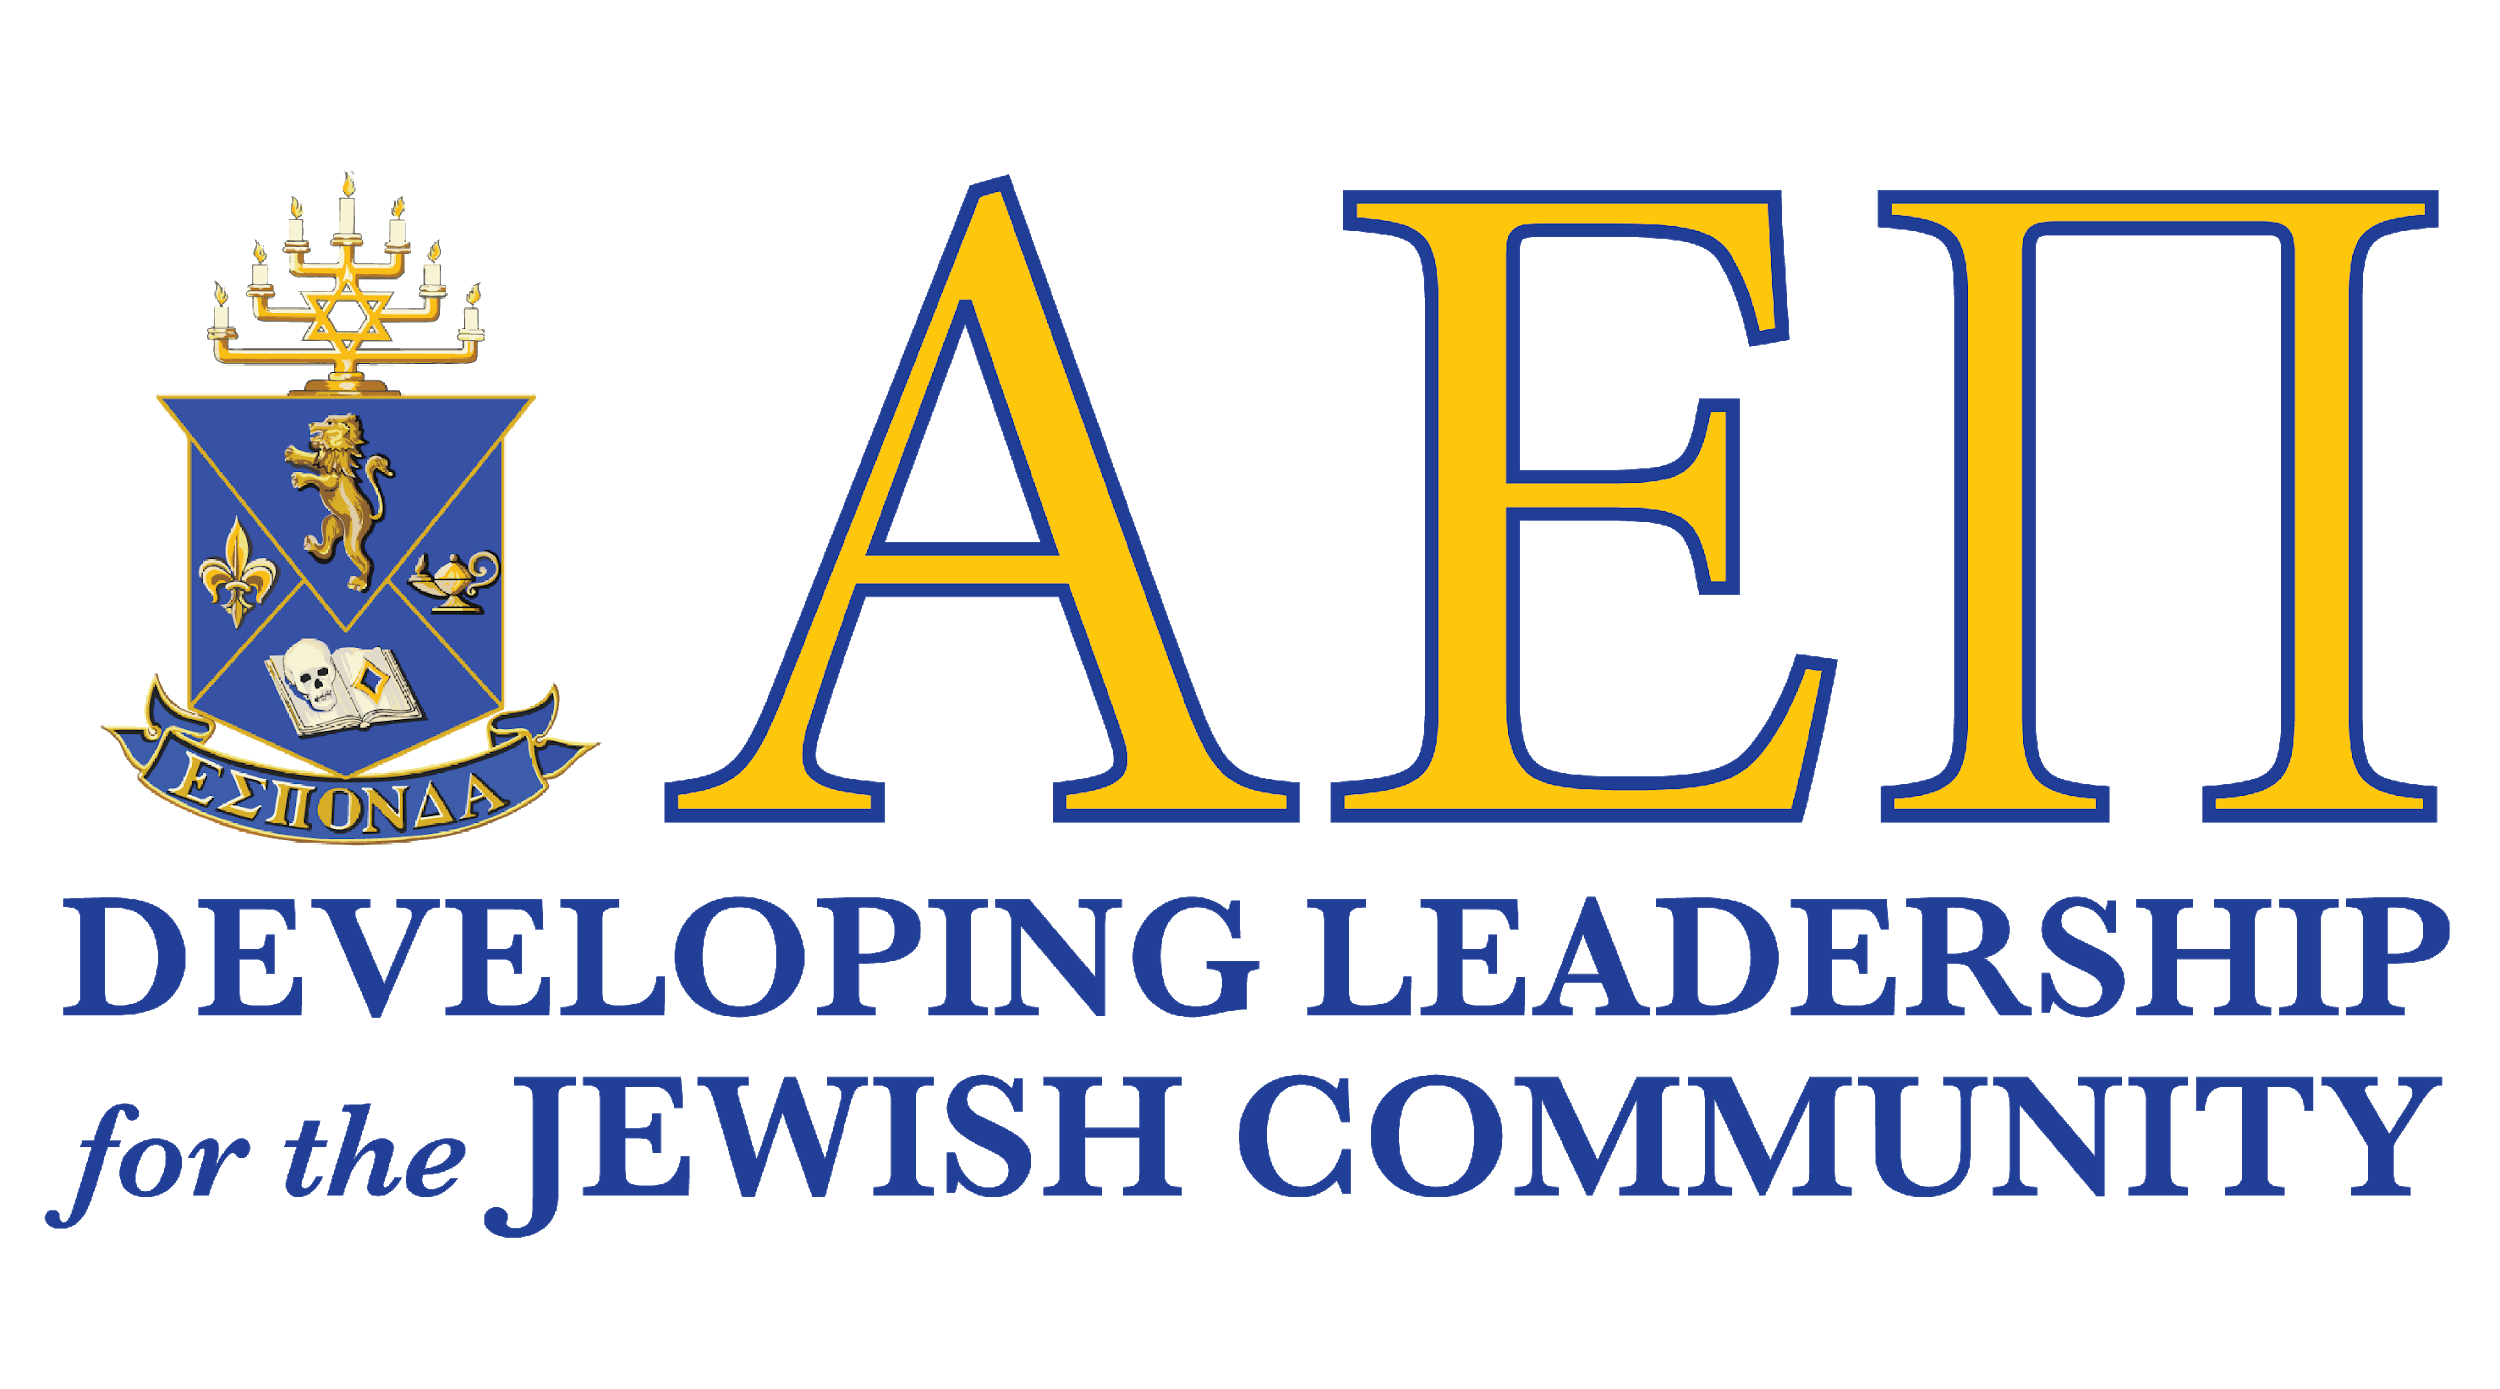 ΑΕΠ
ΕΣΠΟΝΔΑ
DEVELOPING LEADERSHIP
for the JEWISH COMMUNITY